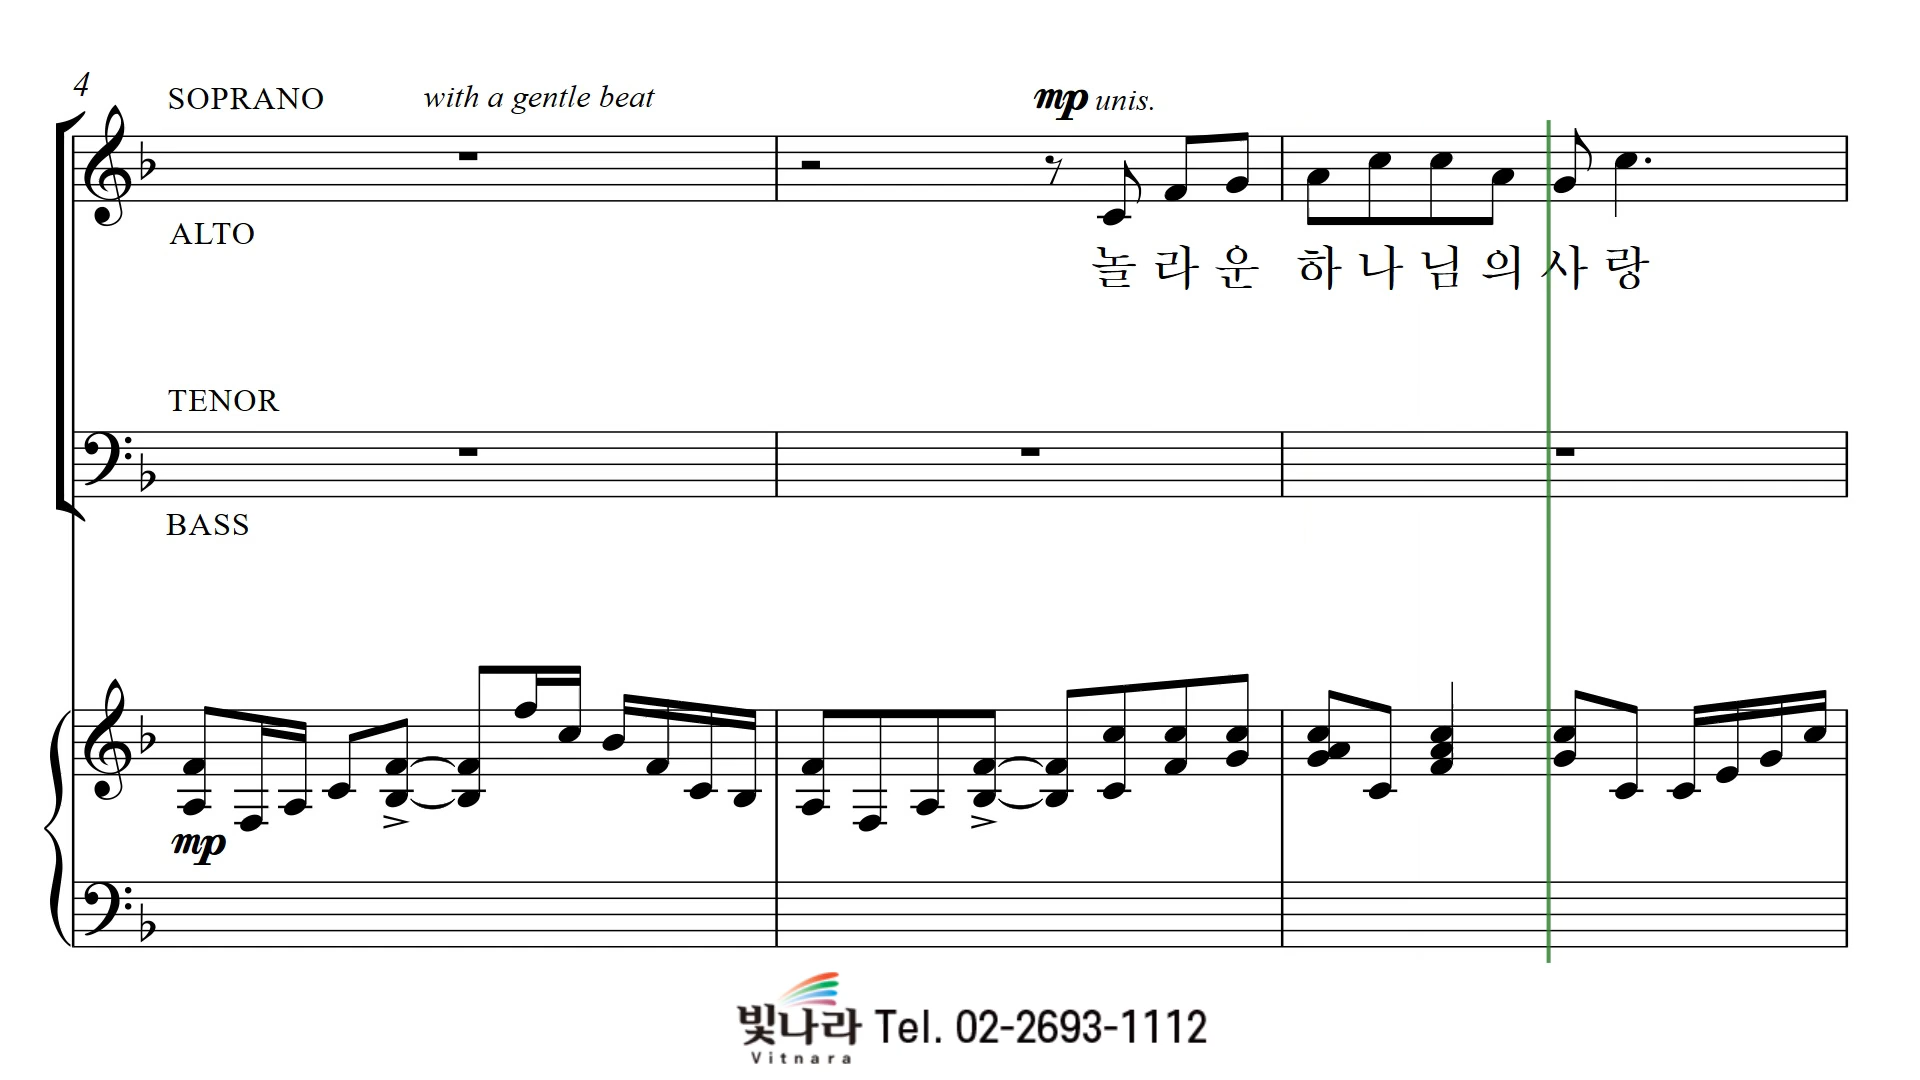 4
SOPRANO with a gentle beat mp unis.
ALTO
놀 라 운 하 나 님 의 사 랑
TENOR
BASS
mp
빛나라 Tel. 02-2693-1112
Vitnara